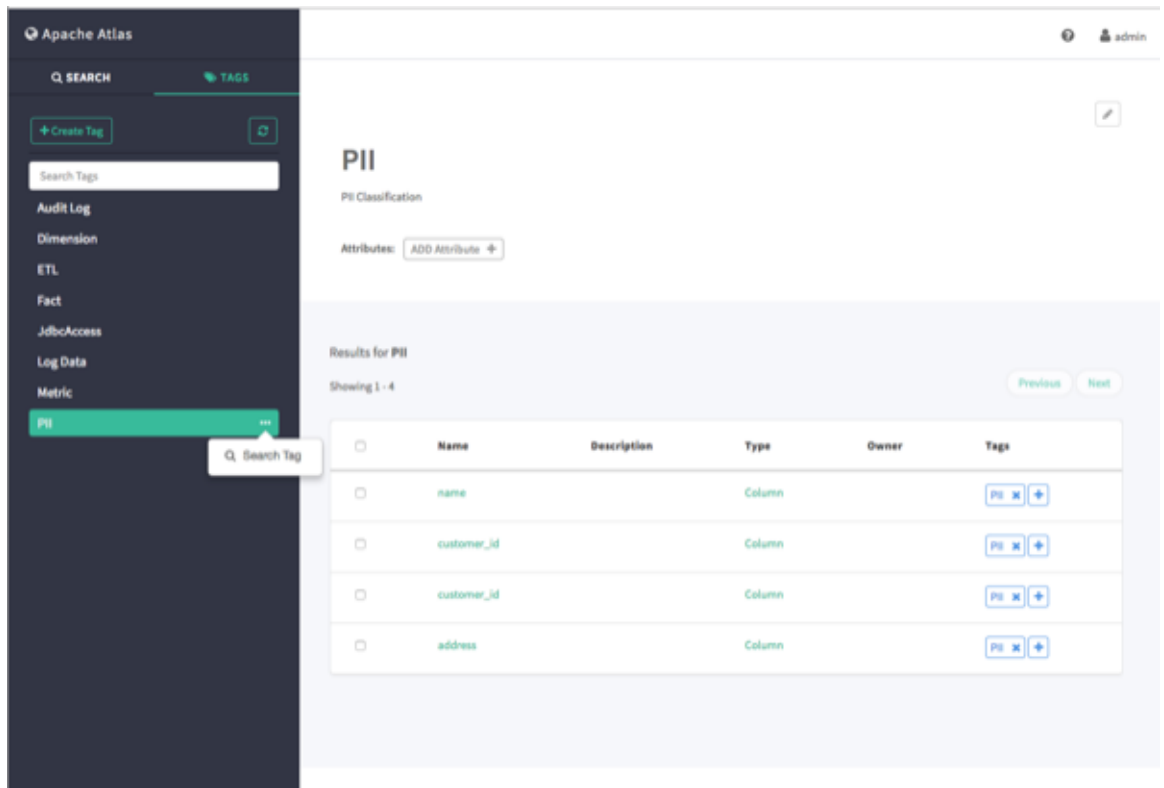 Apache Atlas
admin
SEARCH
TAGS
Create Tag
Search Tags
Audit Log
Dimension
ETL
Fact
JdbcAccess
Log Data
Metric
PII
Search Tag
PII
PII Classification
Attributes: ADD Attribute +
Results for PII
Showing 1 - 4
Previous Next
Name Description Type Owner Tags
name Column PII
customer_id Column PII
customer_id Column PII
address Column PII